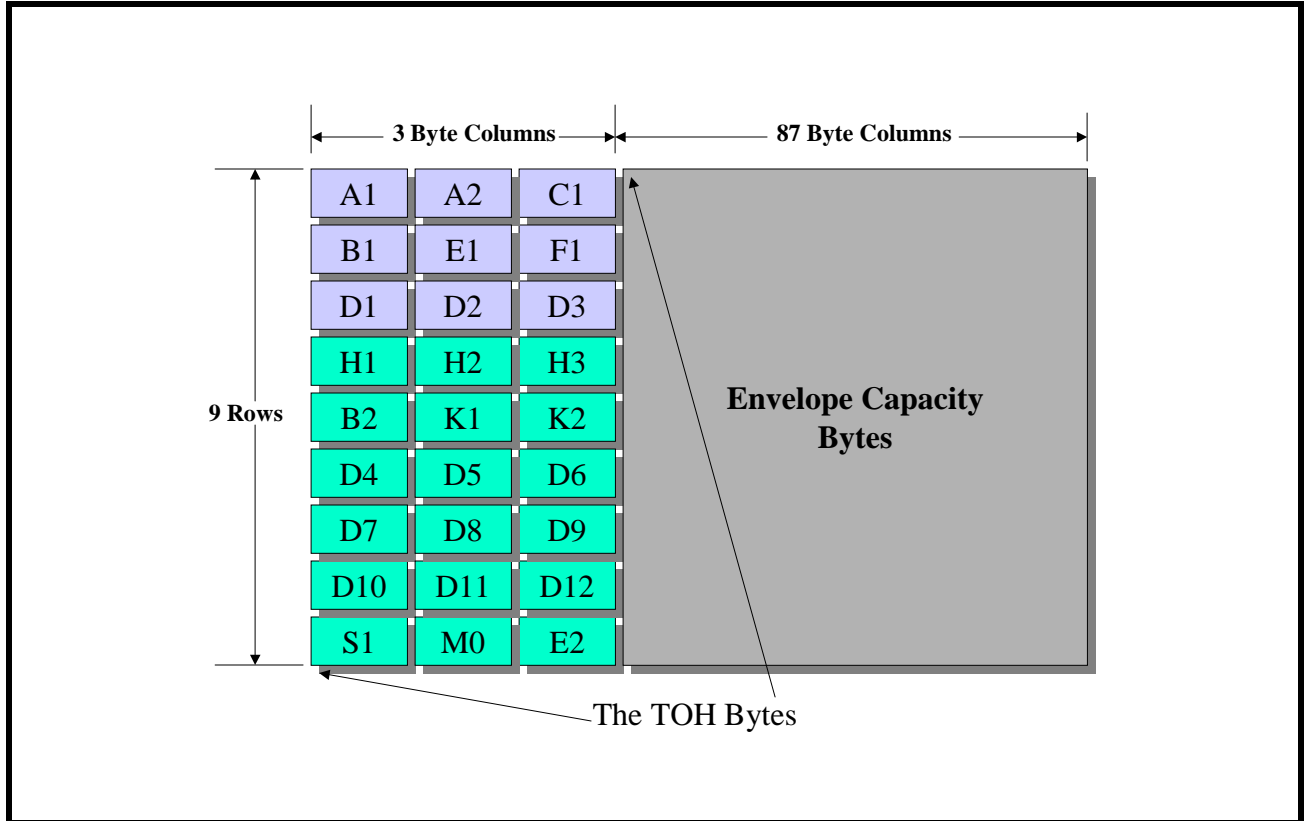 3 Byte Columns 87 Byte Columns
A1 A2 C1
B1 E1 F1
D1 D2 D3
H1 H2 H3
9 Rows
B2 K1 K2
D4 D5 D6
D7 D8 D9
D10 D11 D12
S1 M0 E2
Envelope Capacity
Bytes
The TOH Bytes